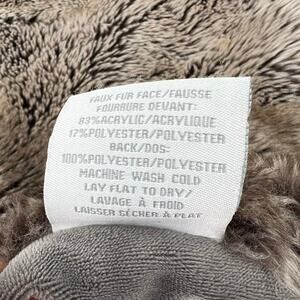 FAUX FUR FACE/FAUSSE
FOURRURE DEVANT:
83%ACRYLIC/ACRYLIQUE
17%POLYESTER/POLYESTER
BACK/DOS:
100%POLYESTER/POLYESTER
MACHINE WASH COLD
LAY FLAT TO DRY/
LAVAGE À FROID
LAISSER SÉCHER À PLAT